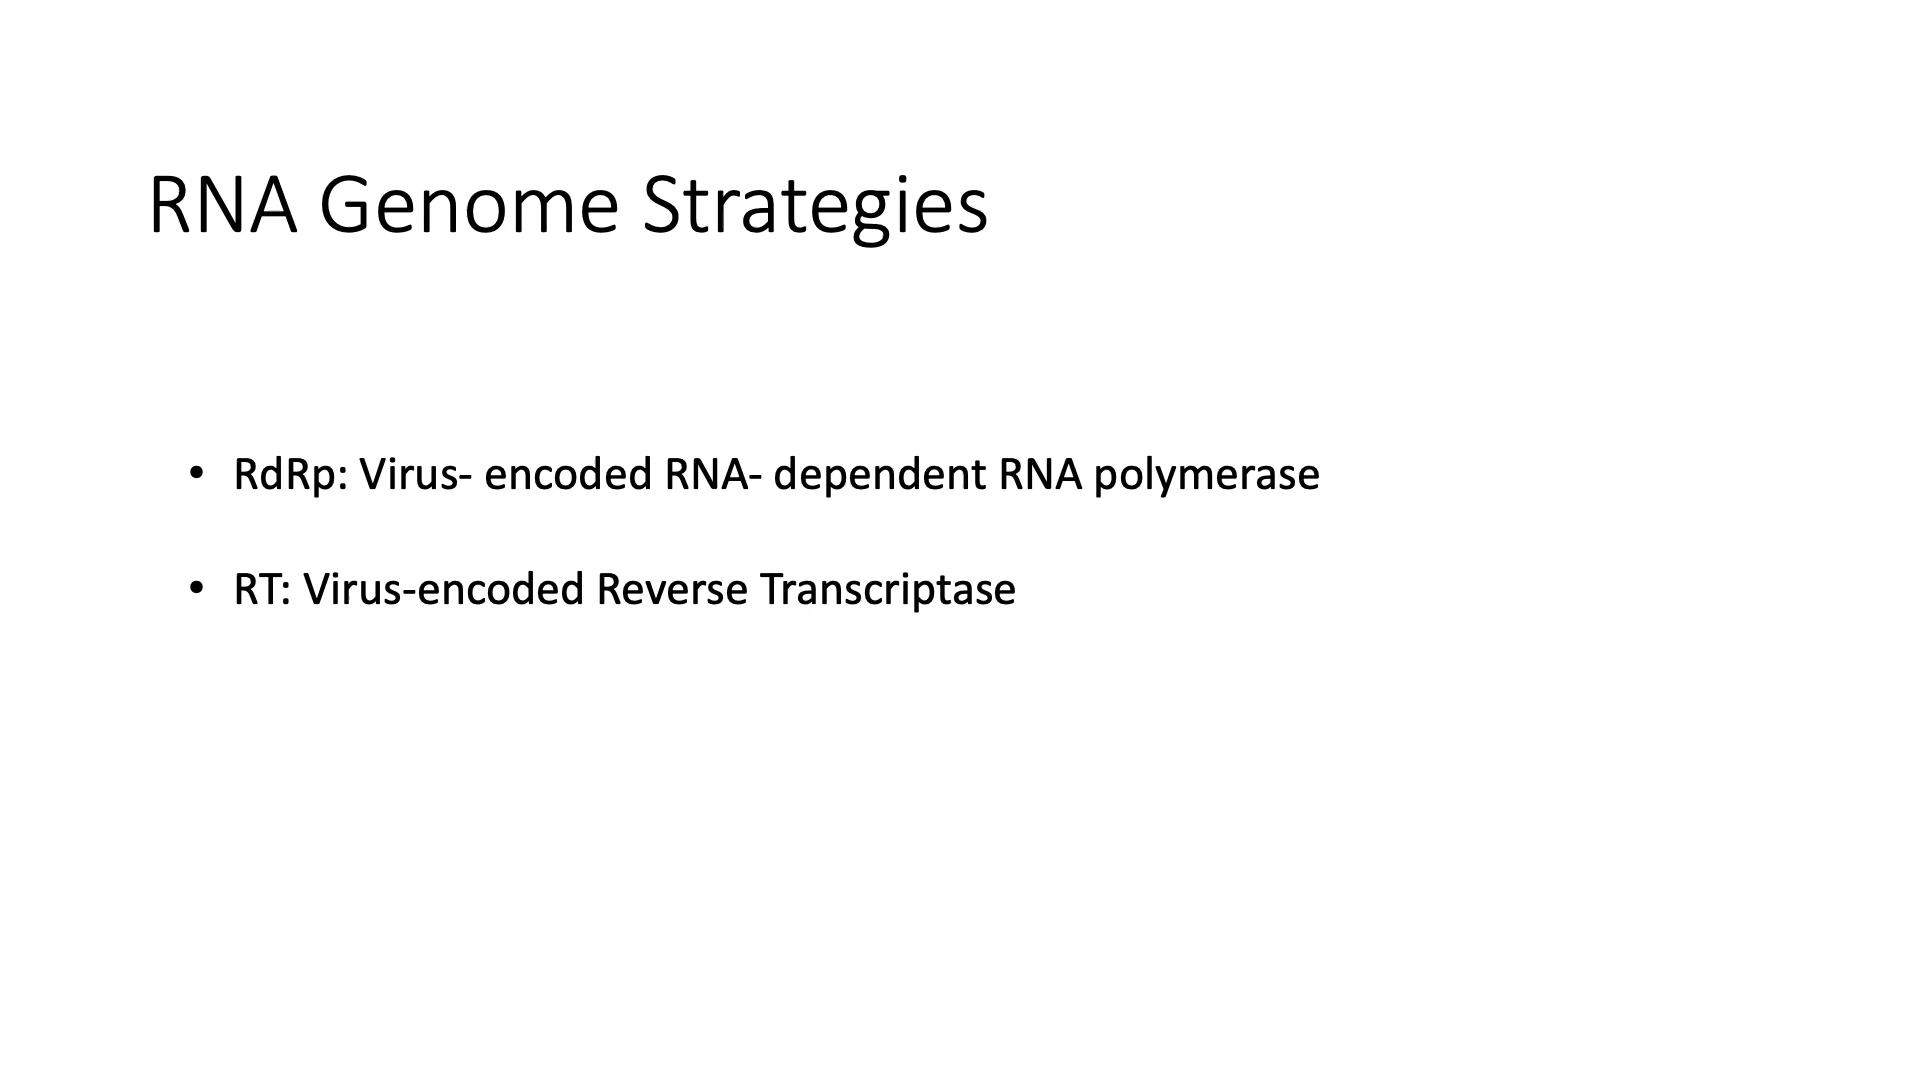 RNA Genome Strategies
• RdRp: Virus- encoded RNA- dependent RNA polymerase
• RT: Virus-encoded Reverse Transcriptase